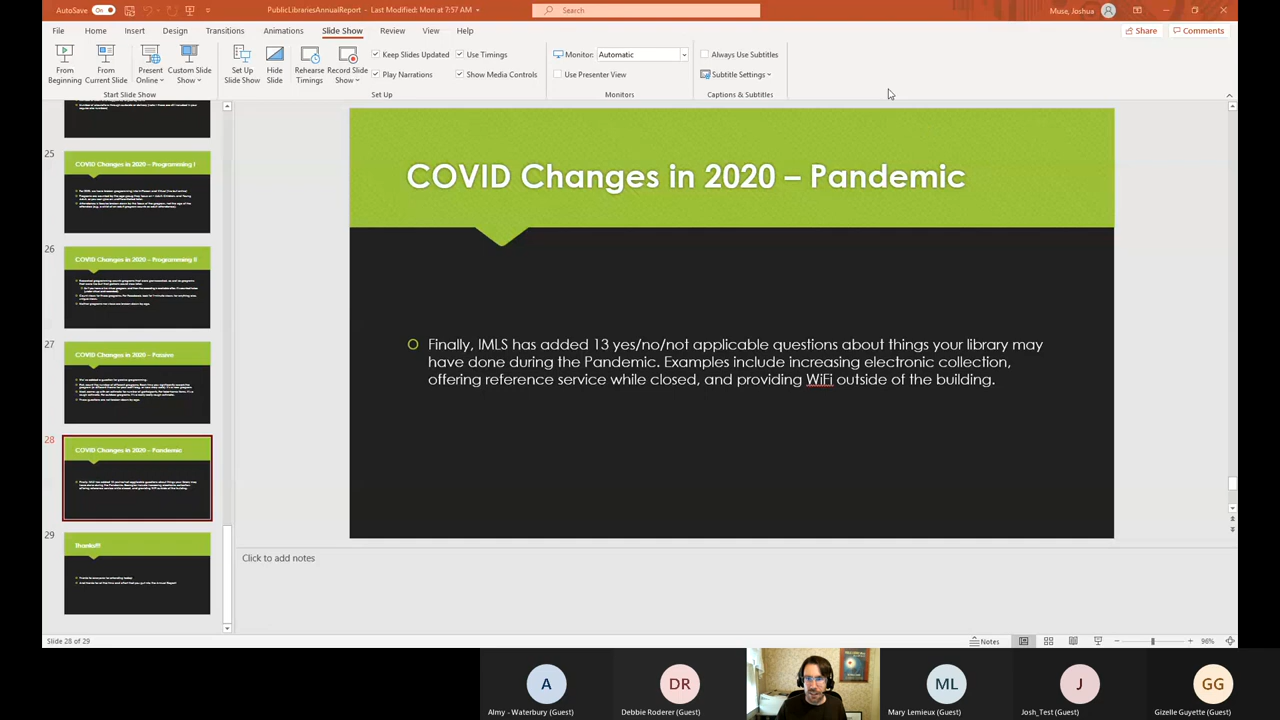 AutoSave On PublicLibrariesAnnualReport - Last Modified: Mon at 7:57 AM Search Muse, Joshua
File Home Insert Design Transitions Animations Slide Show Review View Help Share Comments
From Beginning
From Current Slide
Present Online
Custom Slide Show
Start Slide Show
Set Up Slide Show
Hide Slide
Rehearse Timings
Record Slide Show
Keep Slides Updated
Play Narrations
Use Timings
Show Media Controls
Set Up
Monitor: Automatic
Use Presenter View
Monitors
Always Use Subtitles
Subtitle Settings
Captions & Subtitles
25
COVID Changes in 2020 – Programming I
26
COVID Changes in 2020 – Programming II
27
COVID Changes in 2020 – Passive
28
COVID Changes in 2020 – Pandemic
29
Thanks!!!
COVID Changes in 2020 – Pandemic
Finally, IMLS has added 13 yes/no/not applicable questions about things your library may
have done during the Pandemic. Examples include increasing electronic collection,
offering reference service while closed, and providing WiFi outside of the building.
Click to add notes
Slide 28 of 29 Notes 98%
A DR ML J GG
Almy - Waterbury (Guest) Debbie Roderer (Guest) Mary Lemieux (Guest) Josh_Test (Guest) Gizelle Guyette (Guest)